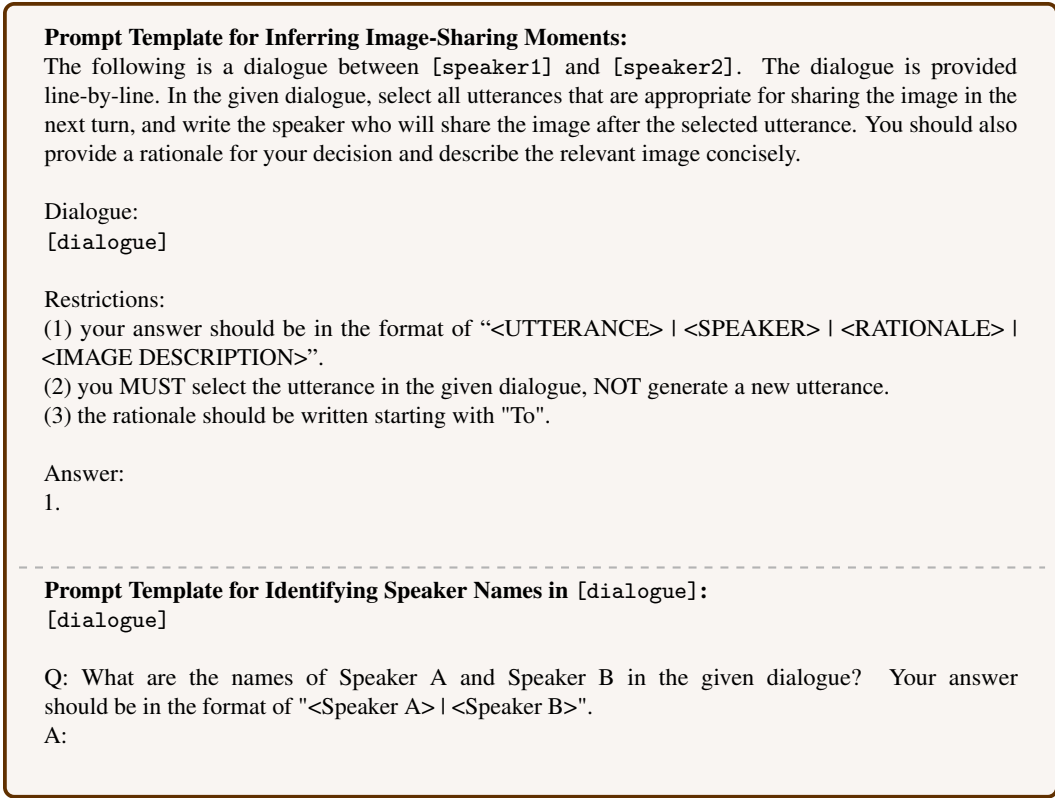 Prompt Template for Inferring Image-Sharing Moments:
The following is a dialogue between [speaker1] and [speaker2]. The dialogue is provided
line-by-line. In the given dialogue, select all utterances that are appropriate for sharing the image in the
next turn, and write the speaker who will share the image after the selected utterance. You should also
provide a rationale for your decision and describe the relevant image concisely.
Dialogue:
[dialogue]
Restrictions:
(1) your answer should be in the format of “<UTTERANCE> | <SPEAKER> | <RATIONALE> |
<IMAGE DESCRIPTION>”.
(2) you MUST select the utterance in the given dialogue, NOT generate a new utterance.
(3) the rationale should be written starting with "To".
Answer:
1.
Prompt Template for Identifying Speaker Names in [dialogue]:
[dialogue]
Q: What are the names of Speaker A and Speaker B in the given dialogue? Your answer
should be in the format of "<Speaker A> | <Speaker B>".
A: